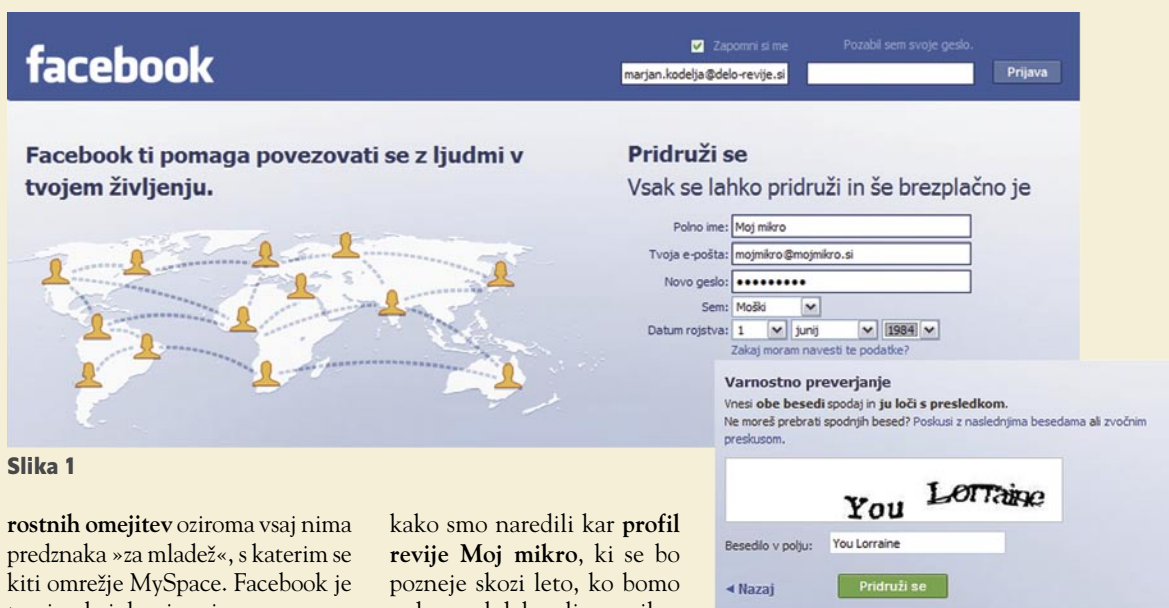 facebook
Zapomni si me
Pozabil sem svoje geslo.
marjan.kodelja@delo-revije.si
Prijava
Facebook ti pomaga povezovati se z ljudmi v
tvojem življenju.
Pridruži se
Vsak se lahko pridruži in še brezplačno je
Polno ime: Moj mikro
Tvoja e-pošta: mojmikro@mojmikro.si
Novo geslo: •••••••••
Sem: Moški
Datum rojstva: 1 junij 1984
Zakaj moram navesti te podatke?
Varnostno preverjanje
Vnesi obe besedi spodaj in ju loči s presledkom.
Ne moreš prebrati spodnjih besed? Poskusi z naslednjima besedama ali zvočnim
preskusom.
You Lorraine
Besedilo v polju: You Lorraine
Nazaj
Pridruži se
Slika 1
rostnih omejitev oziroma vsaj nima
predznaka »za mladež«, s katerim se
kiti omrežje MySpace. Facebook je
kako smo naredili kar profil
revije Moj mikro, ki se bo
pozneje skozi leto, ko bomo